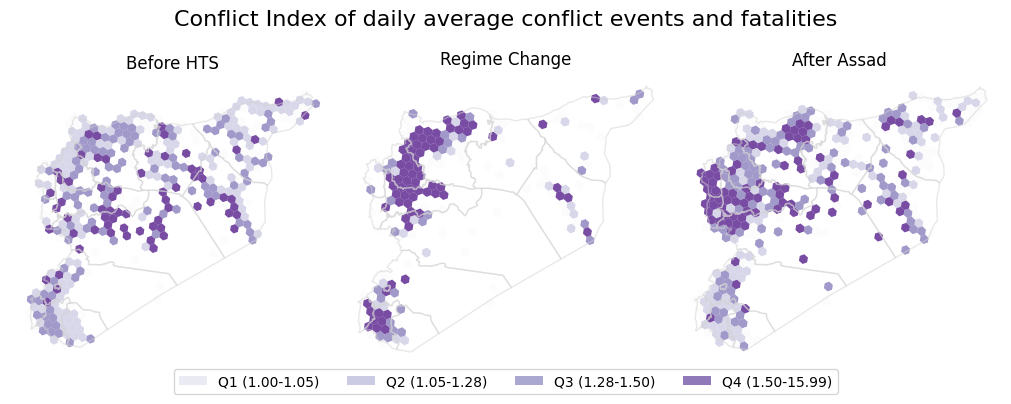 Conflict Index of daily average conflict events and fatalities
Before HTS
Regime Change
After Assad
Q1 (1.00-1.05)
Q2 (1.05-1.28)
Q3 (1.28-1.50)
Q4 (1.50-15.99)